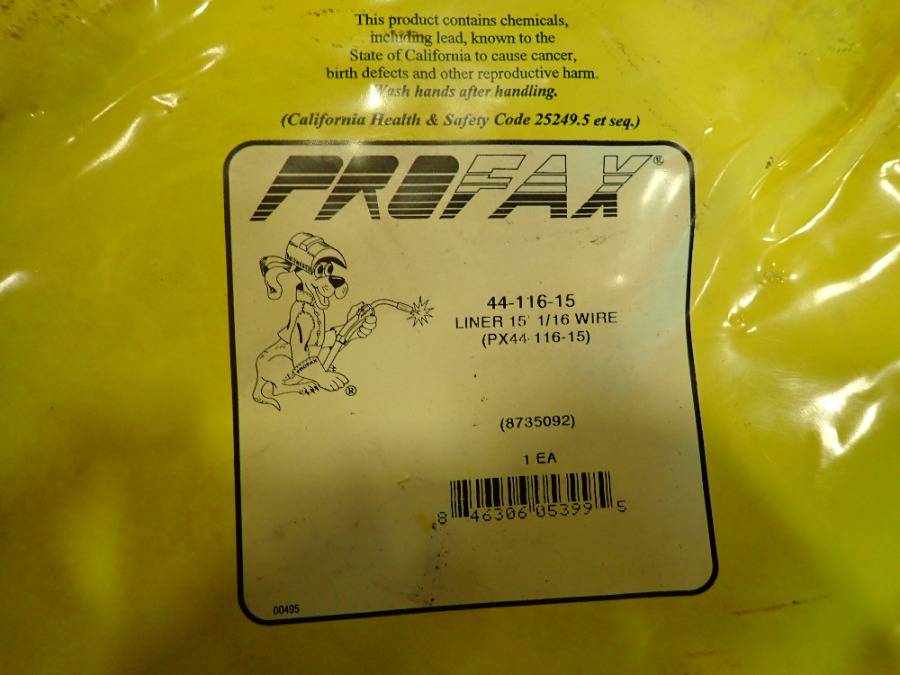 This product contains chemicals,
including lead, known to the
State of California to cause cancer,
birth defects and other reproductive harm.
Wash hands after handling.
(California Health & Safety Code 25249.5 et seq.)
PROFAX®
44-116-15
LINER 15' 1/16 WIRE
(PX44-116-15)
PROFAX
®
(8735092)
1 EA
8 46306 05399 5
00495